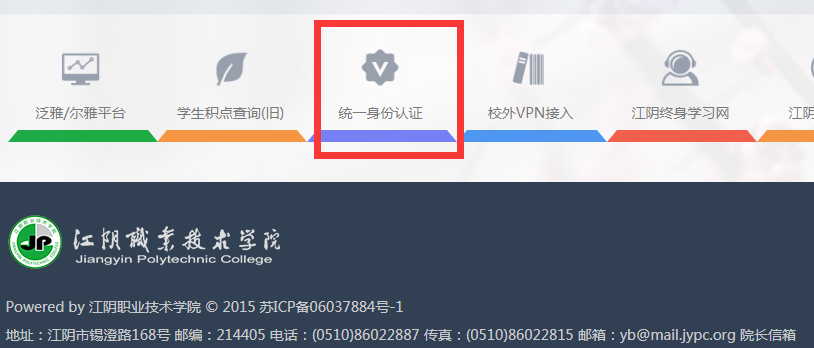 泛雅/尔雅平台 学生积点查询(旧) 统一身份认证 校外VPN接入 江阴终身学习网 江阴
JP 江阴職業技术学院
Jiangyin Polytechnic College
Powered by 江阴职业技术学院 © 2015 苏ICP备06037884号-1
地址：江阴市锡澄路168号 邮编：214405 电话：(0510)86022887 传真：(0510)86022815 邮箱：yb@mail.jypc.org 院长信箱